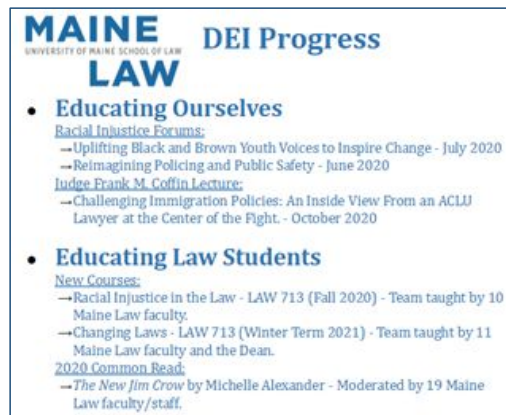 MAINE
UNIVERSITY OF MAINE SCHOOL OF LAW
LAW
DEI Progress
• Educating Ourselves
Racial Injustice Forums:
→Uplifting Black and Brown Youth Voices to Inspire Change - July 2020
→Reimagining Policing and Public Safety - June 2020
Judge Frank M. Coffin Lecture:
→Challenging Immigration Policies: An Inside View From an ACLU
Lawyer at the Center of the Fight. - October 2020
• Educating Law Students
New Courses:
→Racial Injustice in the Law - LAW 713 (Fall 2020) - Team taught by 10
Maine Law faculty.
→Changing Laws - LAW 713 (Winter Term 2021) - Team taught by 11
Maine Law faculty and the Dean.
2020 Common Read:
→The New Jim Crow by Michelle Alexander - Moderated by 19 Maine
Law faculty/staff.